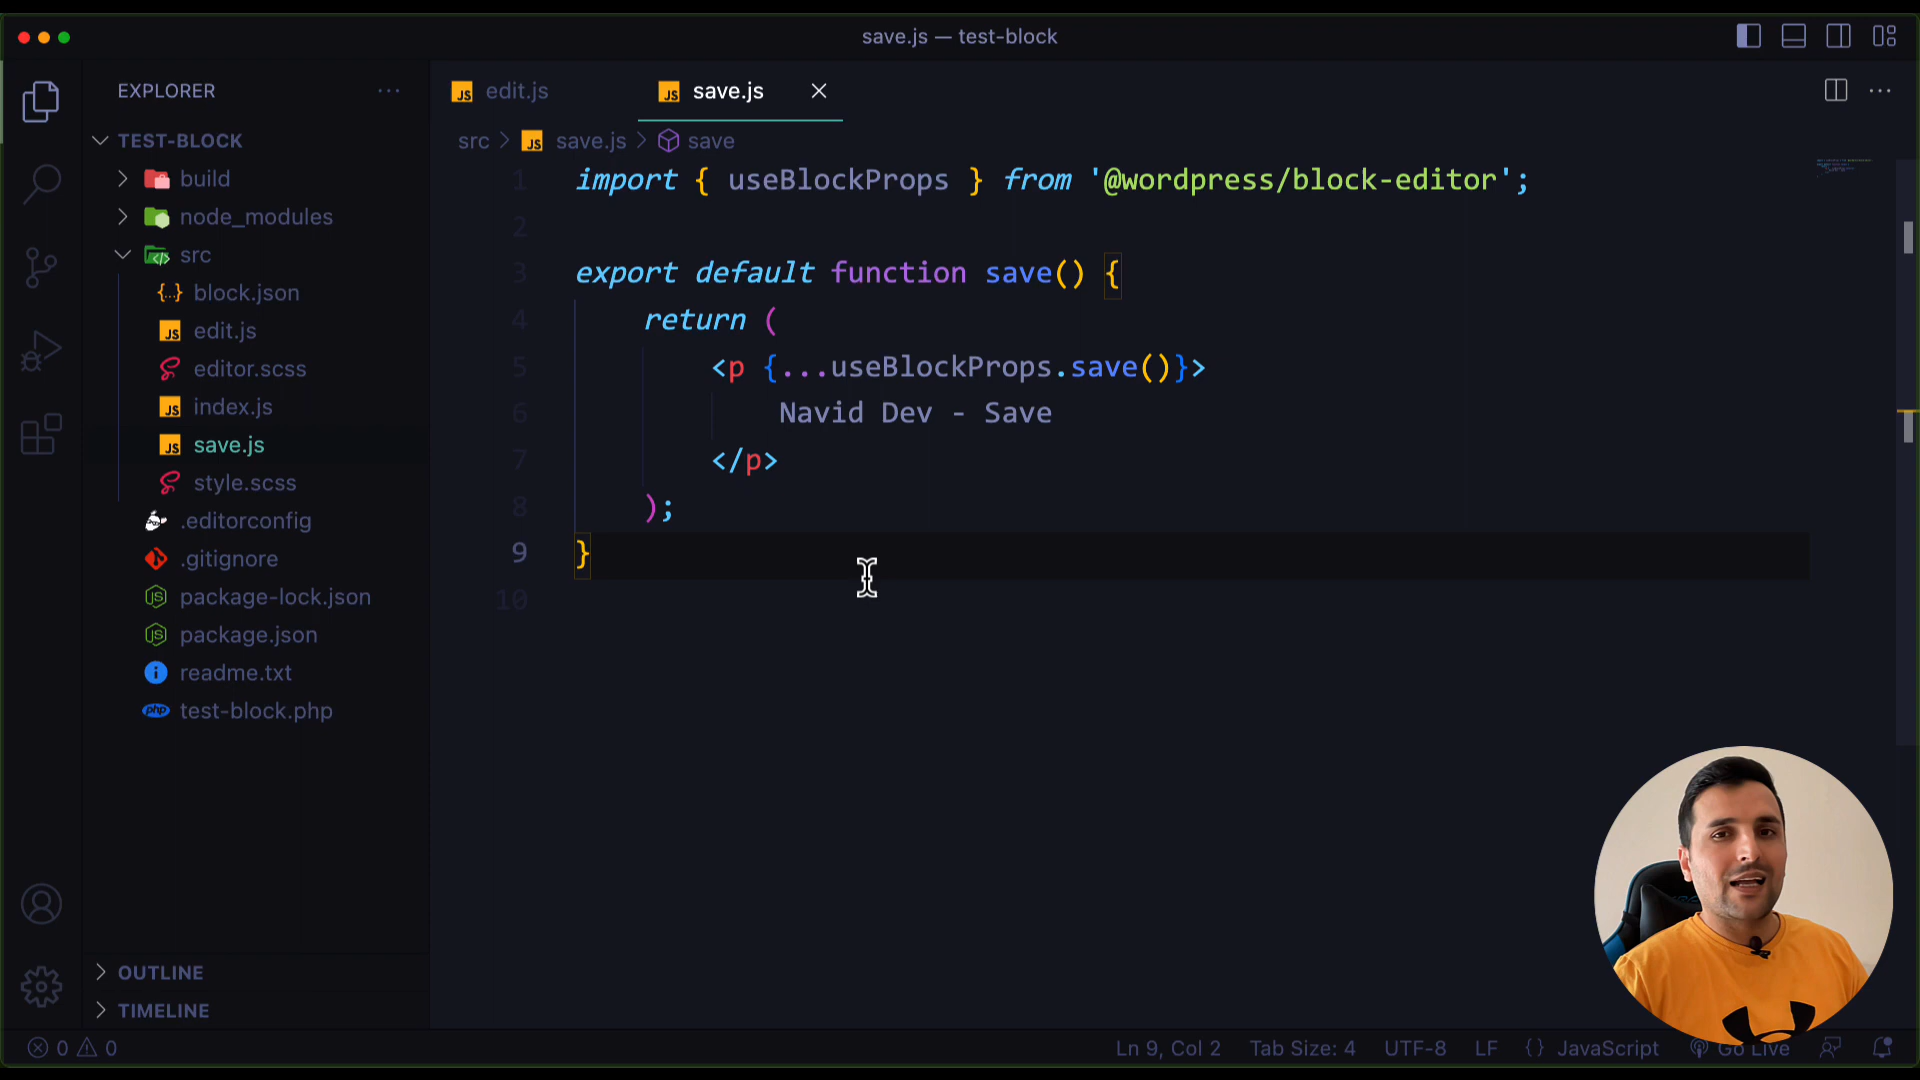 save.js — test-block
EXPLORER
edit.js
save.js
TEST-BLOCK
src > save.js > save
build
node_modules
src
block.json
edit.js
editor.scss
index.js
save.js
style.scss
.editorconfig
.gitignore
package-lock.json
package.json
readme.txt
test-block.php
OUTLINE
TIMELINE
1 import { useBlockProps } from '@wordpress/block-editor';
2
3 export default function save() {
4 return (
5 <p {...useBlockProps.save()}>
6 Navid Dev - Save
7 </p>
8 );
9 }
10
0 0
Ln 9, Col 2 Tab Size: 4 UTF-8 LF {} JavaScript Go Live